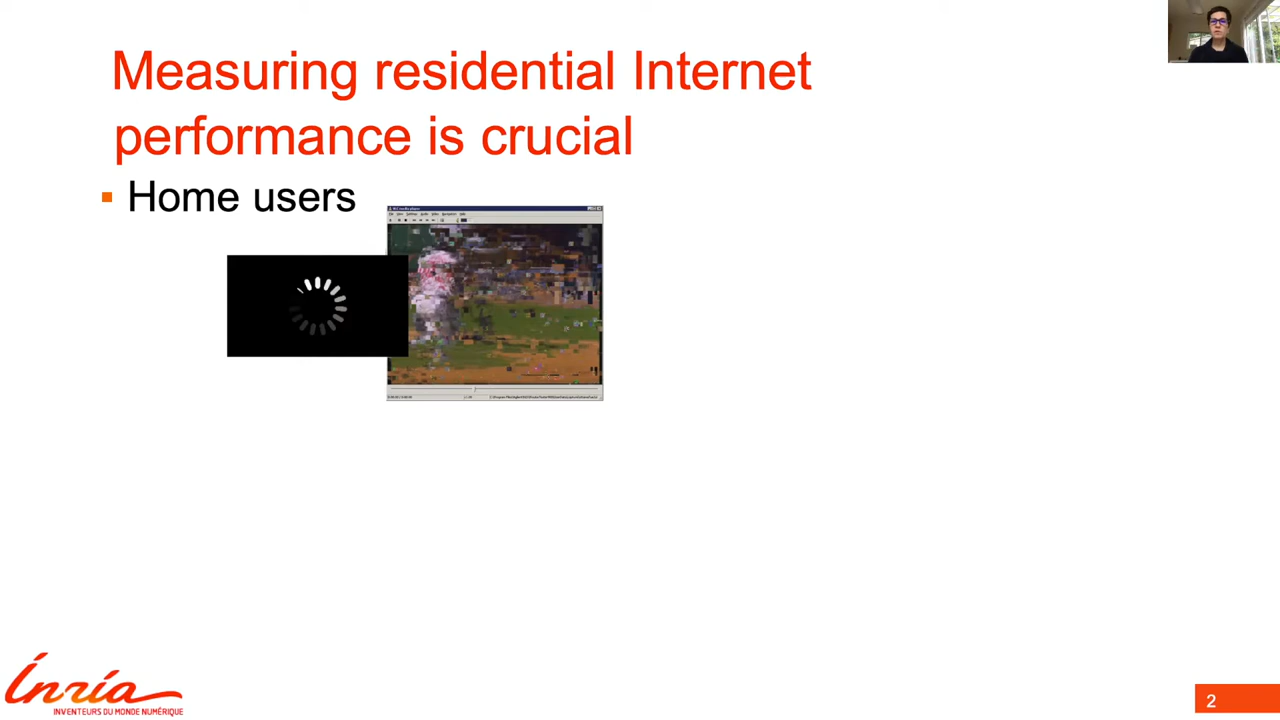 Measuring residential Internet
performance is crucial
▪ Home users
inria
INVENTEURS DU MONDE NUMÉRIQUE
2